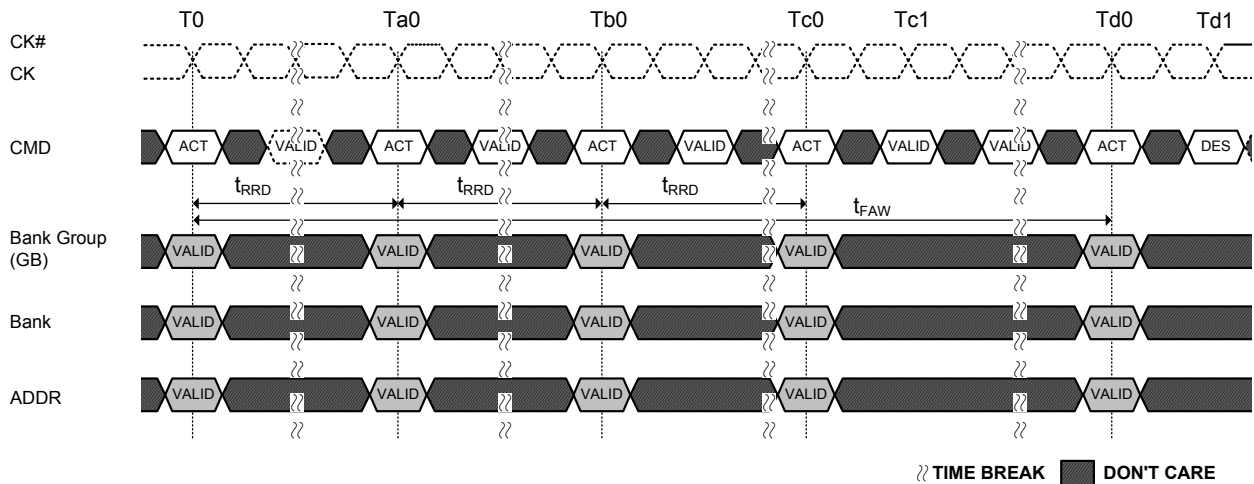 T0 Ta0 Tb0 Tc0 Tc1 Td0 Td1
CK#
CK
CMD ACT VALID ACT VALID ACT VALID ACT VALID VALID ACT DES
tRRD tRRD tRRD
tFAW
Bank Group
(GB)
VALID VALID VALID VALID VALID
Bank VALID VALID VALID VALID VALID
ADDR VALID VALID VALID VALID VALID
TIME BREAK DON'T CARE